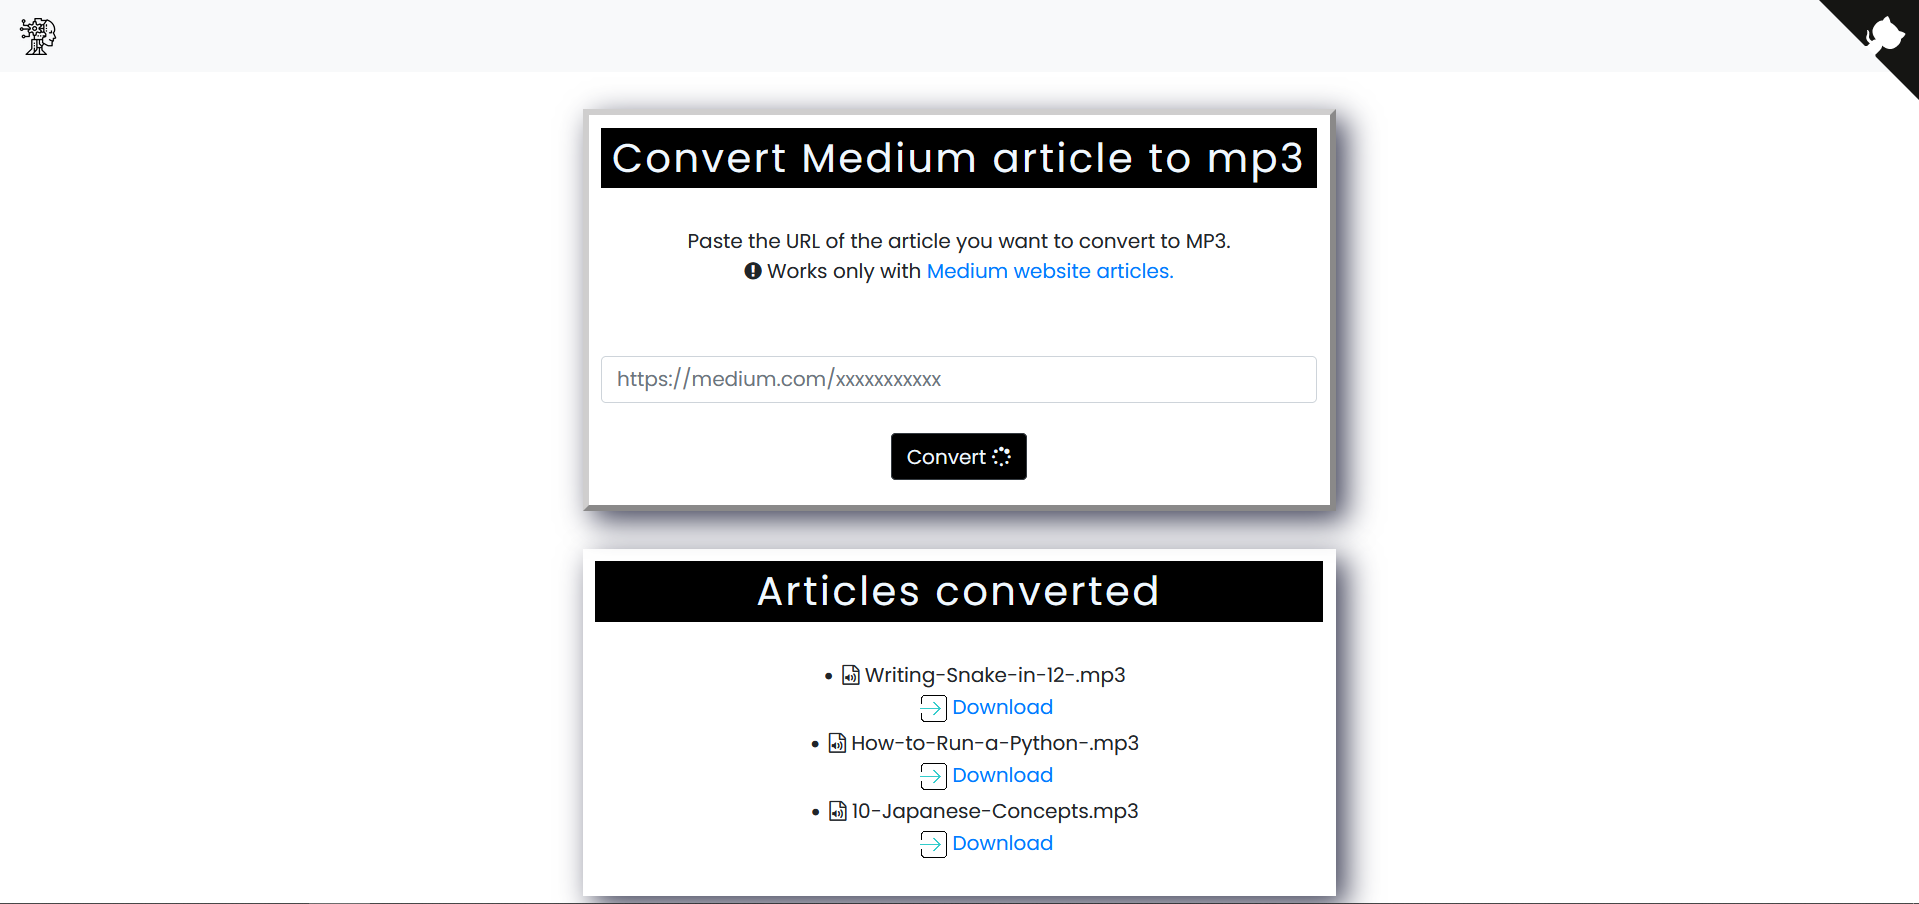 Convert Medium article to mp3
Paste the URL of the article you want to convert to MP3.
Works only with Medium website articles.
https://medium.com/xxxxxxxxxxx
Convert
Articles converted
Writing-Snake-in-12-.mp3
Download
How-to-Run-a-Python-.mp3
Download
10-Japanese-Concepts.mp3
Download